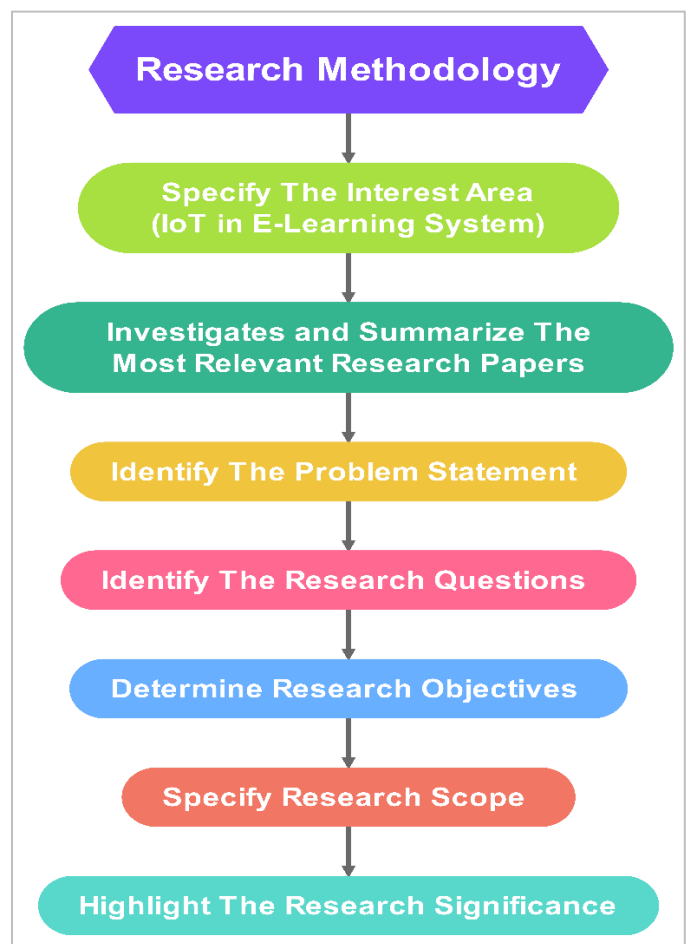 Research Methodology
Specify The Interest Area
(IoT in E-Learning System)
Investigates and Summarize The
Most Relevant Research Papers
Identify The Problem Statement
Identify The Research Questions
Determine Research Objectives
Specify Research Scope
Highlight The Research Significance